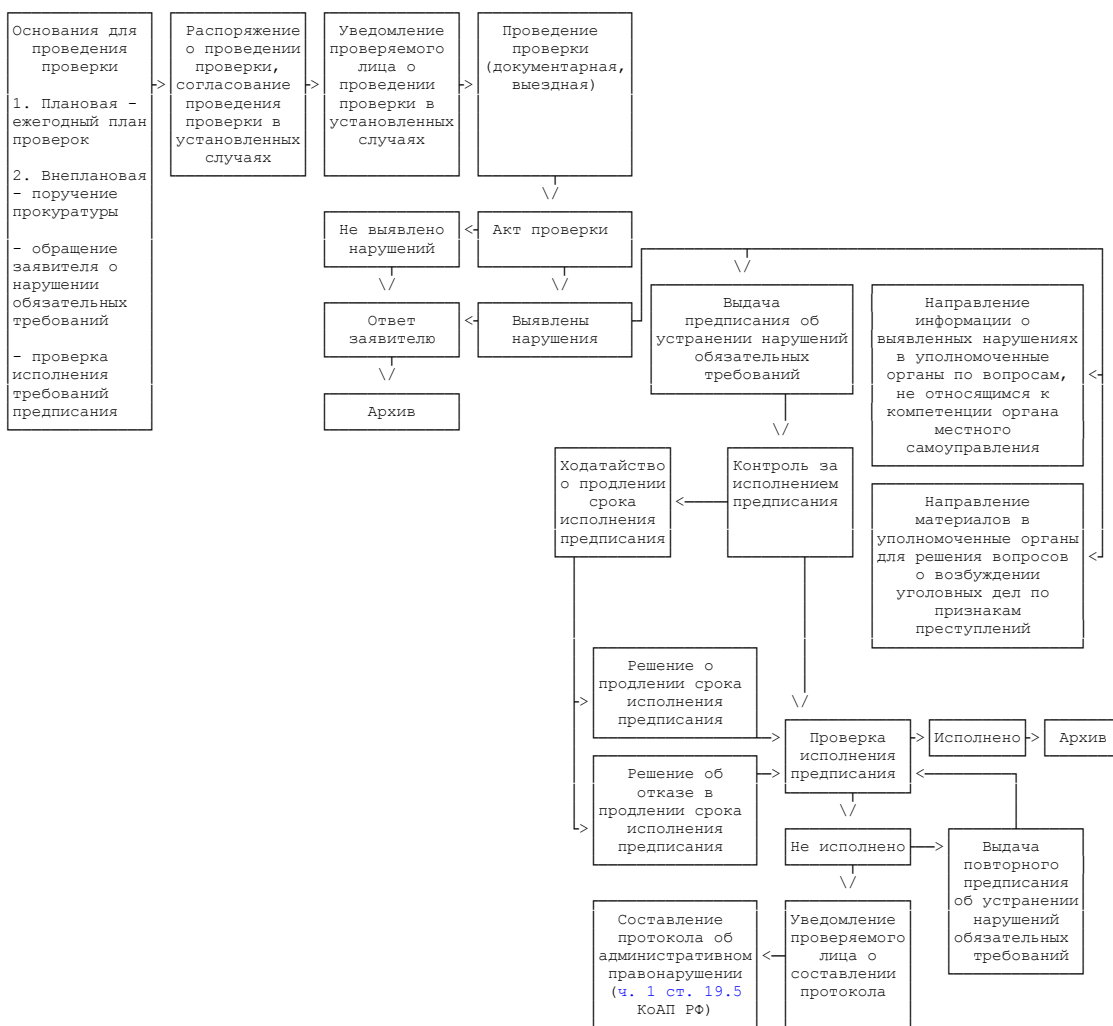 Основания для
проведения
проверки
1. Плановая -
ежегодный план
проверок
2. Внеплановая
- поручение
прокуратуры
- обращение
заявителя о
нарушении
обязательных
требований
- проверка
исполнения
требований
предписания
Распоряжение
о проведении
проверки,
согласование
проведения
проверки в
установленных
случаях
Уведомление
проверяемого
лица о
проведении
проверки в
установленных
случаях
Проведение
проверки
(документарная,
выездная)
Не выявлено
нарушений
Акт проверки
Ответ
заявителю
Выявлены
нарушения
Архив
Выдача
предписания об
устранении нарушений
обязательных
требований
Направление
информации о
выявленных нарушениях
в уполномоченные
органы по вопросам,
не относящимся к
компетенции органа
местного
самоуправления
Ходатайство
о продлении
срока
исполнения
предписания
Контроль за
исполнением
предписания
Направление
материалов в
уполномоченные органы
для решения вопросов
о возбуждении
уголовных дел по
признакам
преступлений
Решение о
продлении срока
исполнения
предписания
Проверка
исполнения
предписания
Исполнено
Архив
Решение об
отказе в
продлении срока
исполнения
предписания
Не исполнено
Выдача
повторного
предписания
об устранении
нарушений
обязательных
требований
Составление
протокола об
административном
правонарушении
(ч. 1 ст. 19.5
КоАП РФ)
Уведомление
проверяемого
лица о
составлении
протокола